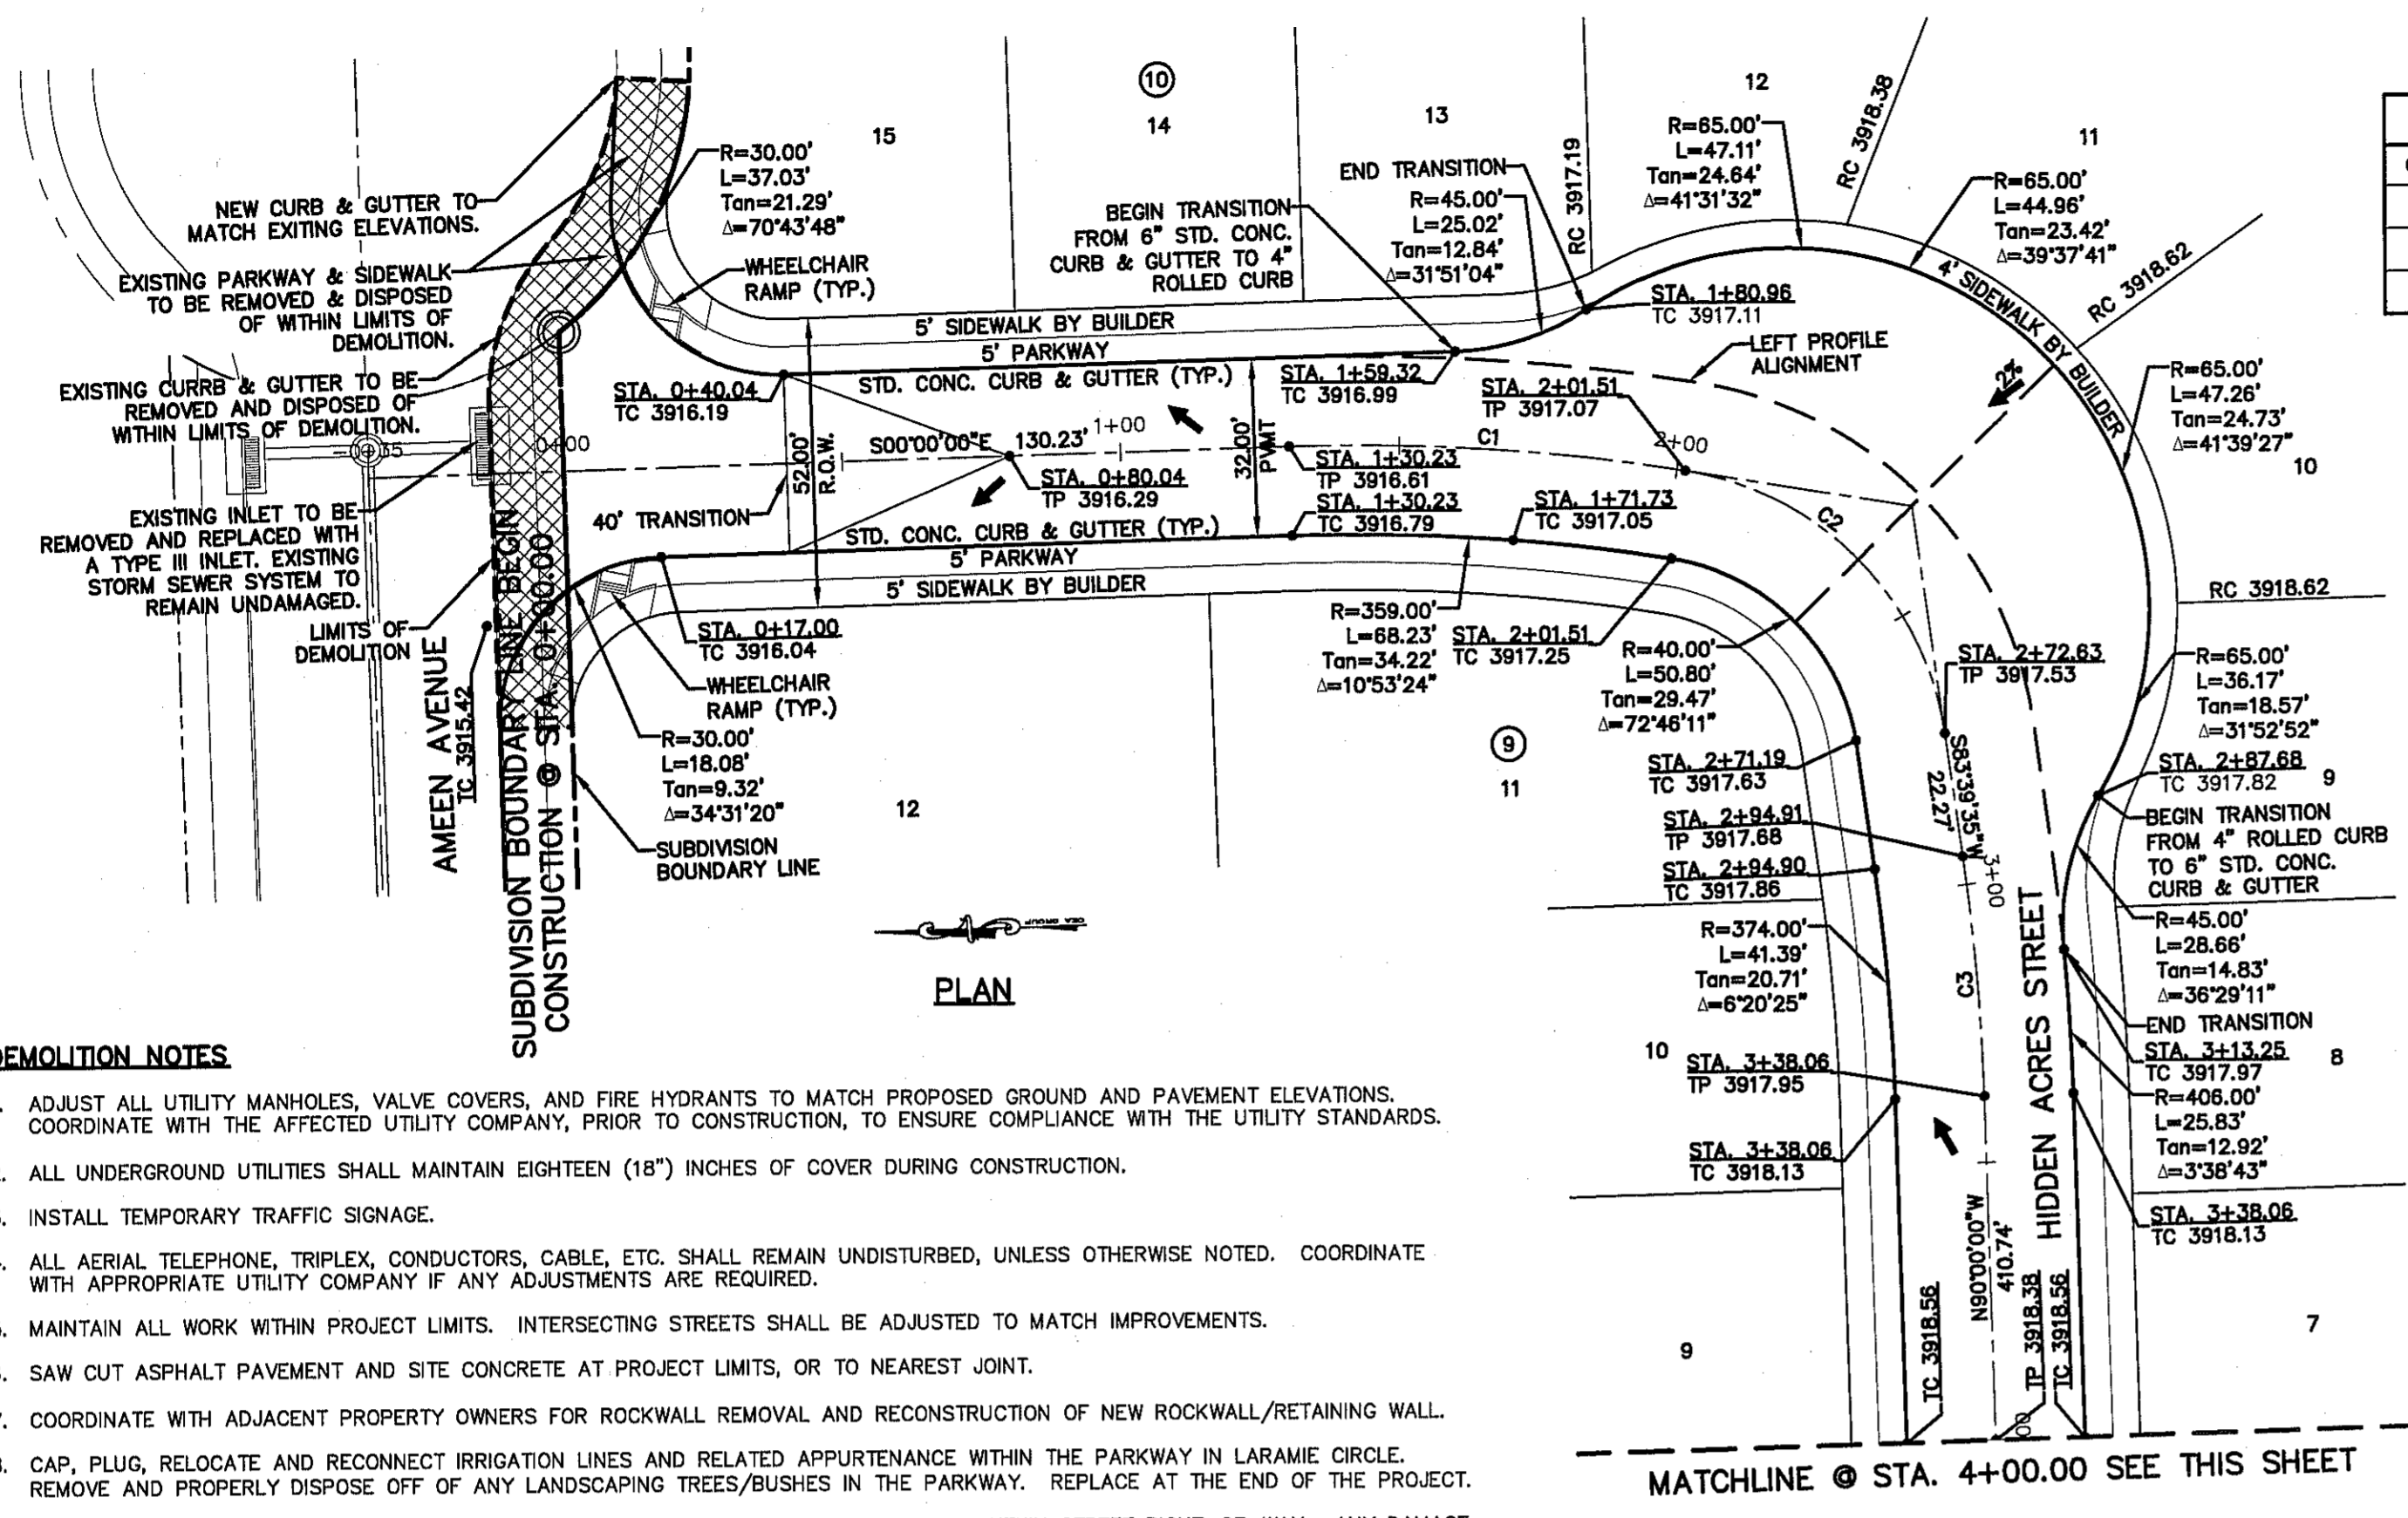 10
14
15
13
12
11
R=30.00'
L=37.03'
Tan=21.29'
Δ=70°43'48"
NEW CURB & GUTTER TO
MATCH EXITING ELEVATIONS.
EXISTING PARKWAY & SIDEWALK
TO BE REMOVED & DISPOSED
OF WITHIN LIMITS OF
DEMOLITION.
WHEELCHAIR
RAMP (TYP.)
EXISTING CURRB & GUTTER TO BE
REMOVED AND DISPOSED OF
WITHIN LIMITS OF DEMOLITION.
EXISTING INLET TO BE
REMOVED AND REPLACED WITH
A TYPE III INLET. EXISTING
STORM SEWER SYSTEM TO
REMAIN UNDAMAGED.
LIMITS OF
DEMOLITION
BEGIN TRANSITION
FROM 6" STD. CONC.
CURB & GUTTER TO 4"
ROLLED CURB
END TRANSITION
R=45.00'
L=25.02'
Tan=12.84'
Δ=31°51'04"
RC 3917.19
R=65.00'
L=47.11'
Tan=24.64'
Δ=41°31'32"
RC 3918.38
R=65.00'
L=44.96'
Tan=23.42'
Δ=39°37'41"
RC 3918.62
4' SIDEWALK BY BUILDER
STA. 1+80.96
TC 3917.11
LEFT PROFILE
ALIGNMENT
2%
R=65.00'
L=47.26'
Tan=24.73'
Δ=41°39'27"
10
5' SIDEWALK BY BUILDER
5' PARKWAY
STD. CONC. CURB & GUTTER (TYP.)
STA. 0+40.04
TC 3916.19
STA. 1+59.32
TC 3916.99
STA. 2+01.51
TP 3917.07
0+00
52.00'
R.O.W.
S00°00'00"E
130.23'
1+00
32.00'
PVMT
C1
2+00
STA. 0+80.04
TP 3916.29
STA. 1+30.23
TP 3916.61
STA. 1+30.23
TC 3916.79
STA. 1+71.73
TC 3917.05
C2
40' TRANSITION
STD. CONC. CURB & GUTTER (TYP.)
5' PARKWAY
5' SIDEWALK BY BUILDER
RC 3918.62
STA. 0+17.00
TC 3916.04
WHEELCHAIR
RAMP (TYP.)
R=30.00'
L=18.08'
Tan=9.32'
Δ=34°31'20"
SUBDIVISION
BOUNDARY LINE
AMEEN AVENUE
TC 3915.42
SUBDIVISION BOUNDARY LINE BEGIN
CONSTRUCTION @ STA. 0+00.00
12
R=359.00'
L=68.23'
Tan=34.22'
Δ=10°53'24"
STA. 2+01.51
TC 3917.25
R=40.00'
L=50.80'
Tan=29.47'
Δ=72°46'11"
9
11
STA. 2+72.63
TP 3917.53
R=65.00'
L=36.17'
Tan=18.57'
Δ=31°52'52"
STA. 2+71.19
TC 3917.63
S83°39'35"W
22.27'
STA. 2+87.68
TC 3917.82
9
BEGIN TRANSITION
FROM 4" ROLLED CURB
TO 6" STD. CONC.
CURB & GUTTER
STA. 2+94.91
TP 3917.68
STA. 2+94.90
TC 3917.86
3+00
R=374.00'
L=41.39'
Tan=20.71'
Δ=6°20'25"
C3
R=45.00'
L=28.66'
Tan=14.83'
Δ=36°29'11"
END TRANSITION
STA. 3+13.25
TC 3917.97
8
R=406.00'
L=25.83'
Tan=12.92'
Δ=3°38'43"
10
STA. 3+38.06
TP 3917.95
STA. 3+38.06
TC 3918.13
STA. 3+38.06
TC 3918.13
HIDDEN ACRES STREET
N90°00'00"W
410.74'
TC 3918.56
TP 3918.38
TC 3918.56
9
7
MATCHLINE @ STA. 4+00.00 SEE THIS SHEET
CEA GROUP
PLAN
DEMOLITION NOTES
ADJUST ALL UTILITY MANHOLES, VALVE COVERS, AND FIRE HYDRANTS TO MATCH PROPOSED GROUND AND PAVEMENT ELEVATIONS.
COORDINATE WITH THE AFFECTED UTILITY COMPANY, PRIOR TO CONSTRUCTION, TO ENSURE COMPLIANCE WITH THE UTILITY STANDARDS.
ALL UNDERGROUND UTILITIES SHALL MAINTAIN EIGHTEEN (18") INCHES OF COVER DURING CONSTRUCTION.
INSTALL TEMPORARY TRAFFIC SIGNAGE.
ALL AERIAL TELEPHONE, TRIPLEX, CONDUCTORS, CABLE, ETC. SHALL REMAIN UNDISTURBED, UNLESS OTHERWISE NOTED. COORDINATE
WITH APPROPRIATE UTILITY COMPANY IF ANY ADJUSTMENTS ARE REQUIRED.
MAINTAIN ALL WORK WITHIN PROJECT LIMITS. INTERSECTING STREETS SHALL BE ADJUSTED TO MATCH IMPROVEMENTS.
SAW CUT ASPHALT PAVEMENT AND SITE CONCRETE AT PROJECT LIMITS, OR TO NEAREST JOINT.
COORDINATE WITH ADJACENT PROPERTY OWNERS FOR ROCKWALL REMOVAL AND RECONSTRUCTION OF NEW ROCKWALL/RETAINING WALL.
CAP, PLUG, RELOCATE AND RECONNECT IRRIGATION LINES AND RELATED APPURTENANCE WITHIN THE PARKWAY IN LARAMIE CIRCLE.
REMOVE AND PROPERLY DISPOSE OFF OF ANY LANDSCAPING TREES/BUSHES IN THE PARKWAY. REPLACE AT THE END OF THE PROJECT.